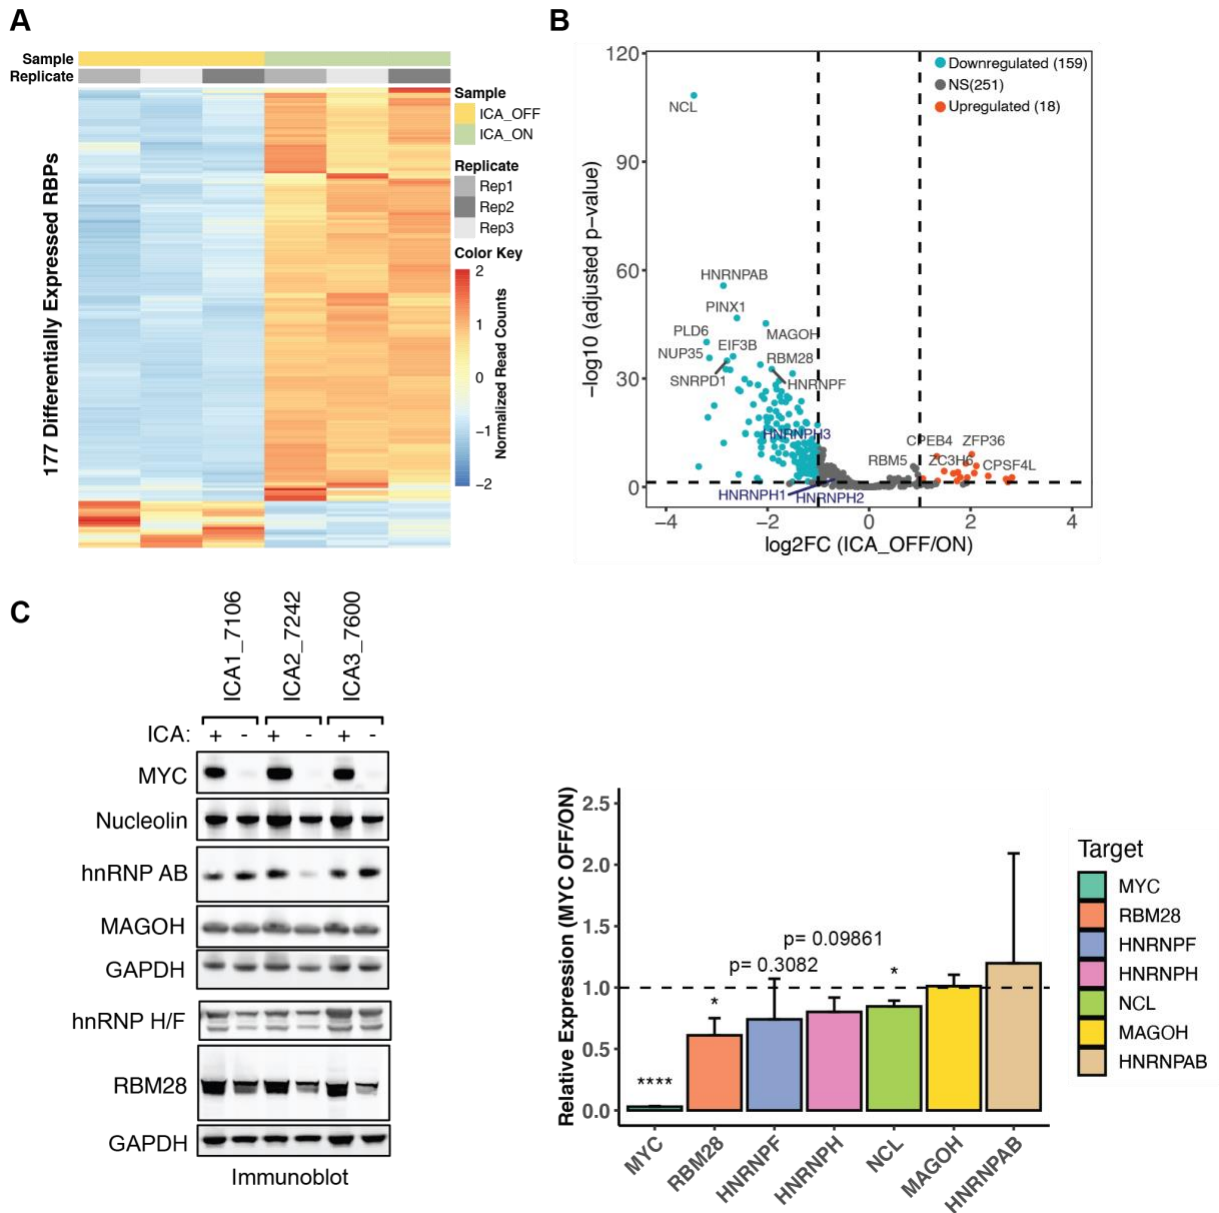 A
Sample
Replicate
177 Differentially Expressed RBPs
Sample
ICA_OFF
ICA_ON
Replicate
Rep1
Rep2
Rep3
Color Key
2
1
0
−1
−2
Normalized Read Counts
B
120
90
60
30
0
−log10 (adjusted p−value)
Downregulated (159)
NS(251)
Upregulated (18)
NCL
HNRNPAB
PINX1
MAGOH
PLD6
EIF3B
NUP35
RBM28
SNRPD1
HNRNPF
HNRNPH3
CPEB4
ZFP36
RBM5
ZC3H6
CPSF4L
HNRNPH1
HNRNPH2
−4
−2
0
2
4
log2FC (ICA_OFF/ON)
C
ICA1_7106
ICA2_7242
ICA3_7600
ICA: + - + - + -
MYC
Nucleolin
hnRNP AB
MAGOH
GAPDH
hnRNP H/F
RBM28
GAPDH
Immunoblot
Relative Expression (MYC OFF/ON)
2.5
2.0
1.5
1.0
0.5
0.0
****
*
p= 0.3082
p= 0.09861
*
MYC
RBM28
HNRNPF
HNRNPH
NCL
MAGOH
HNRNPAB
Target
MYC
RBM28
HNRNPF
HNRNPH
NCL
MAGOH
HNRNPAB